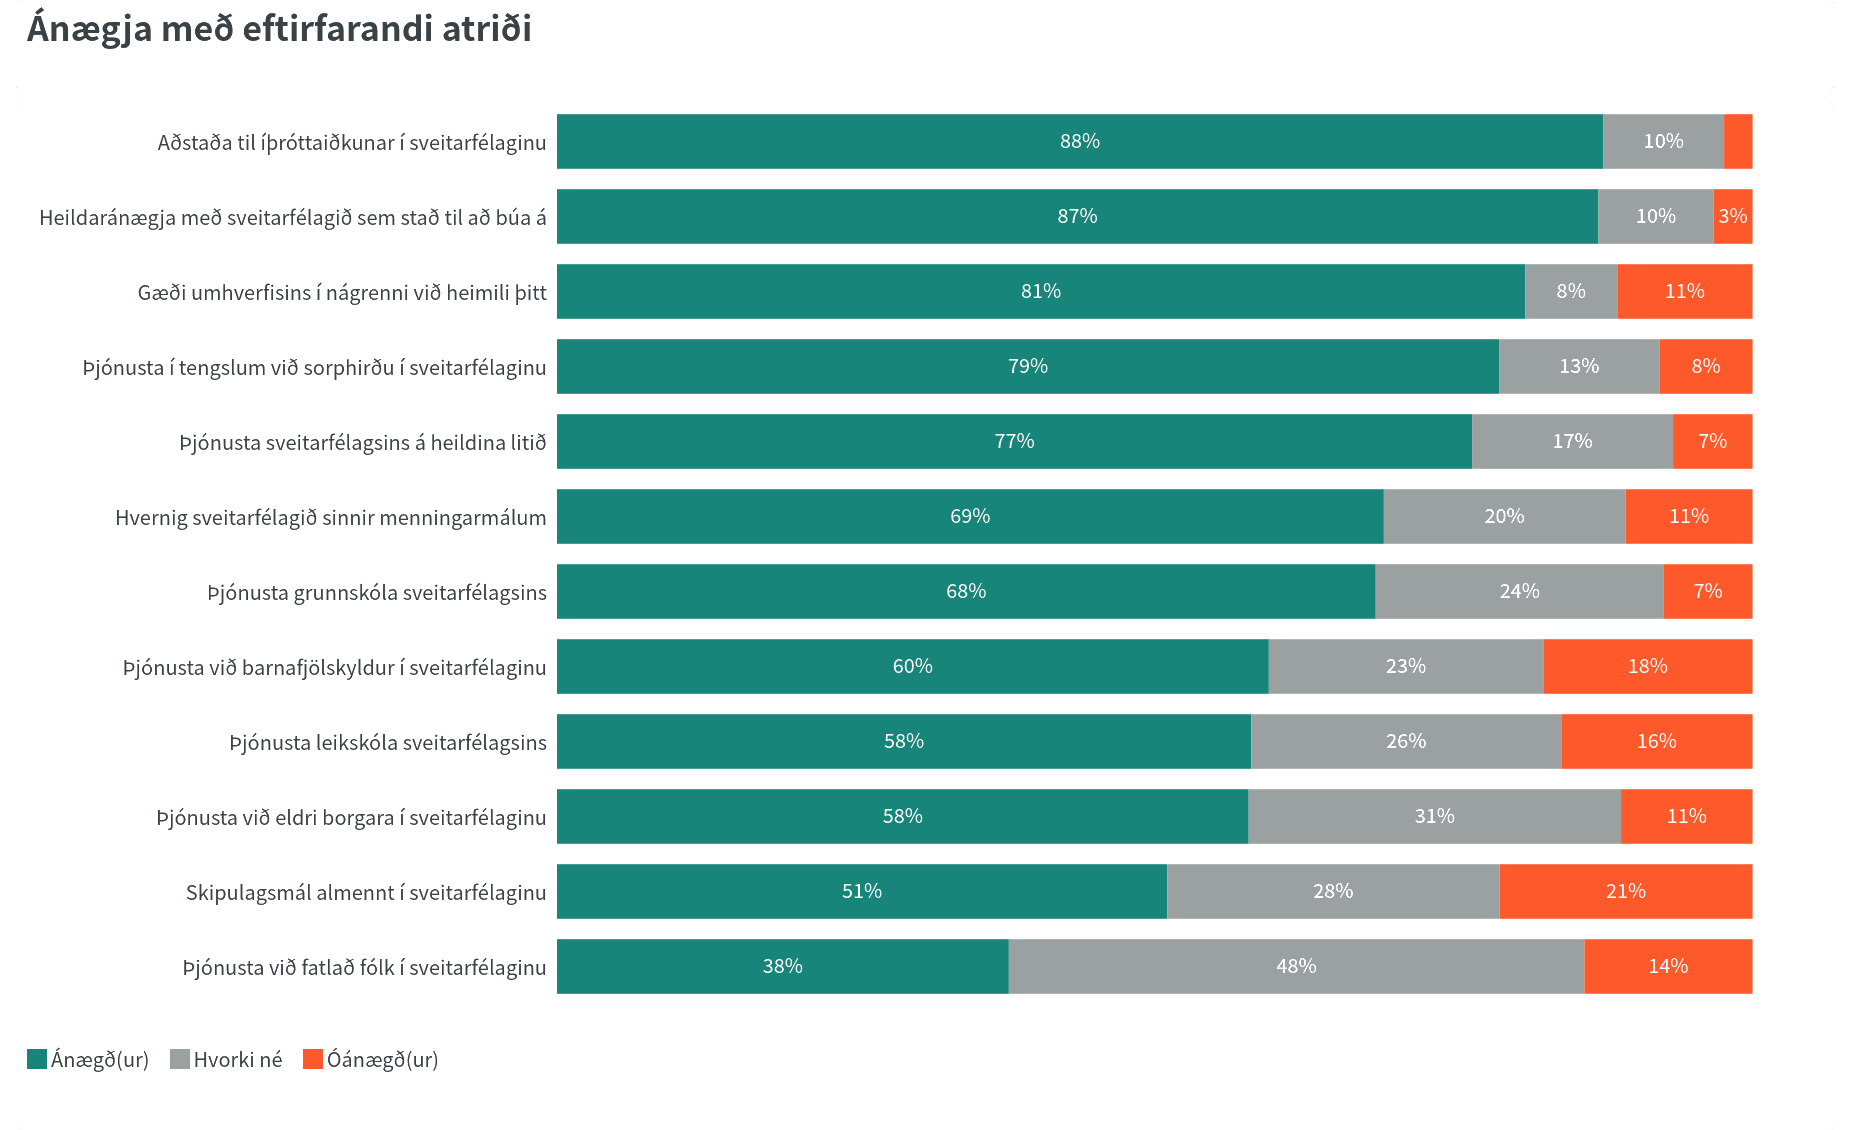 Ánægja með eftirfarandi atriði
Aðstaða til íþróttaiðkunar í sveitarfélaginu 88% 10%
Heildaránægja með sveitarfélagið sem stað til að búa á 87% 10% 3%
Gæði umhverfisins í nágrenni við heimili þitt 81% 8% 11%
Þjónusta í tengslum við sorphirðu í sveitarfélaginu 79% 13% 8%
Þjónusta sveitarfélagsins á heildina litið 77% 17% 7%
Hvernig sveitarfélagið sinnir menningarmálum 69% 20% 11%
Þjónusta grunnskóla sveitarfélagsins 68% 24% 7%
Þjónusta við barnafjölskyldur í sveitarfélaginu 60% 23% 18%
Þjónusta leikskóla sveitarfélagsins 58% 26% 16%
Þjónusta við eldri borgara í sveitarfélaginu 58% 31% 11%
Skipulagsmál almennt í sveitarfélaginu 51% 28% 21%
Þjónusta við fatlað fólk í sveitarfélaginu 38% 48% 14%
Ánægð(ur) Hvorki né Óánægð(ur)